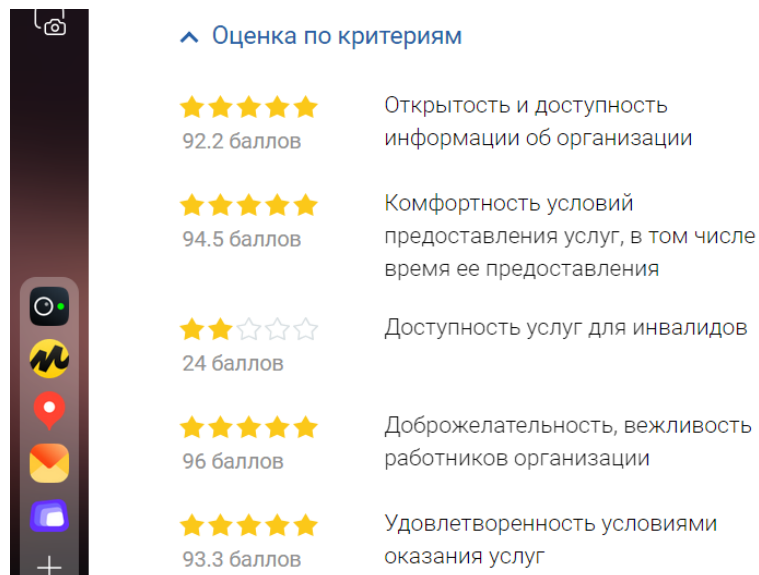 Оценка по критериям
92.2 баллов
Открытость и доступность
информации об организации
94.5 баллов
Комфортность условий
предоставления услуг, в том числе
время ее предоставления
24 баллов
Доступность услуг для инвалидов
96 баллов
Доброжелательность, вежливость
работников организации
93.3 баллов
Удовлетворенность условиями
оказания услуг